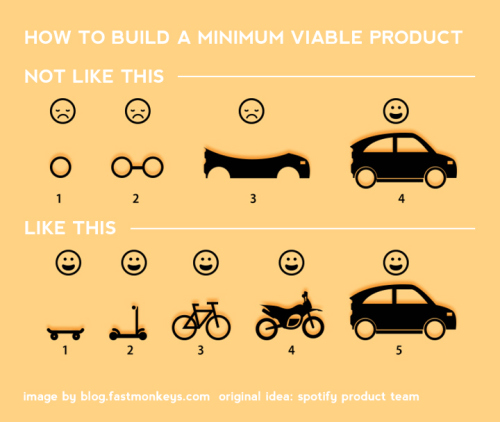 HOW TO BUILD A MINIMUM VIABLE PRODUCT
NOT LIKE THIS
1 2 3 4
LIKE THIS
1 2 3 4 5
image by blog.fastmonkeys.com original idea: spotify product team